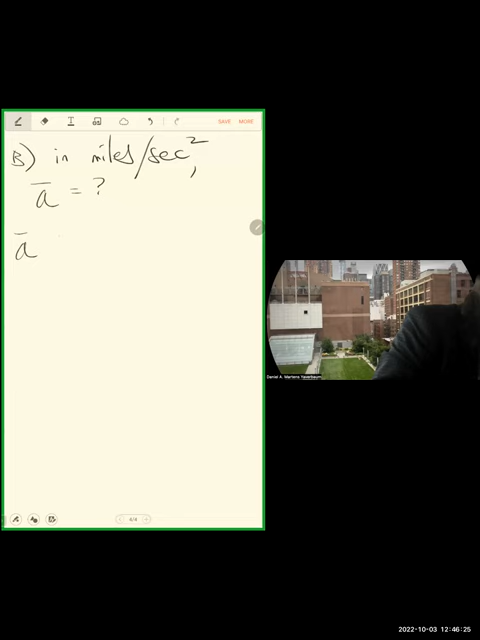 SAVE MORE
B) in miles/sec²,
a̅ = ?
a̅
4/4
Daniel A. Martens Yaverbaum
2022-10-03 12:46:25